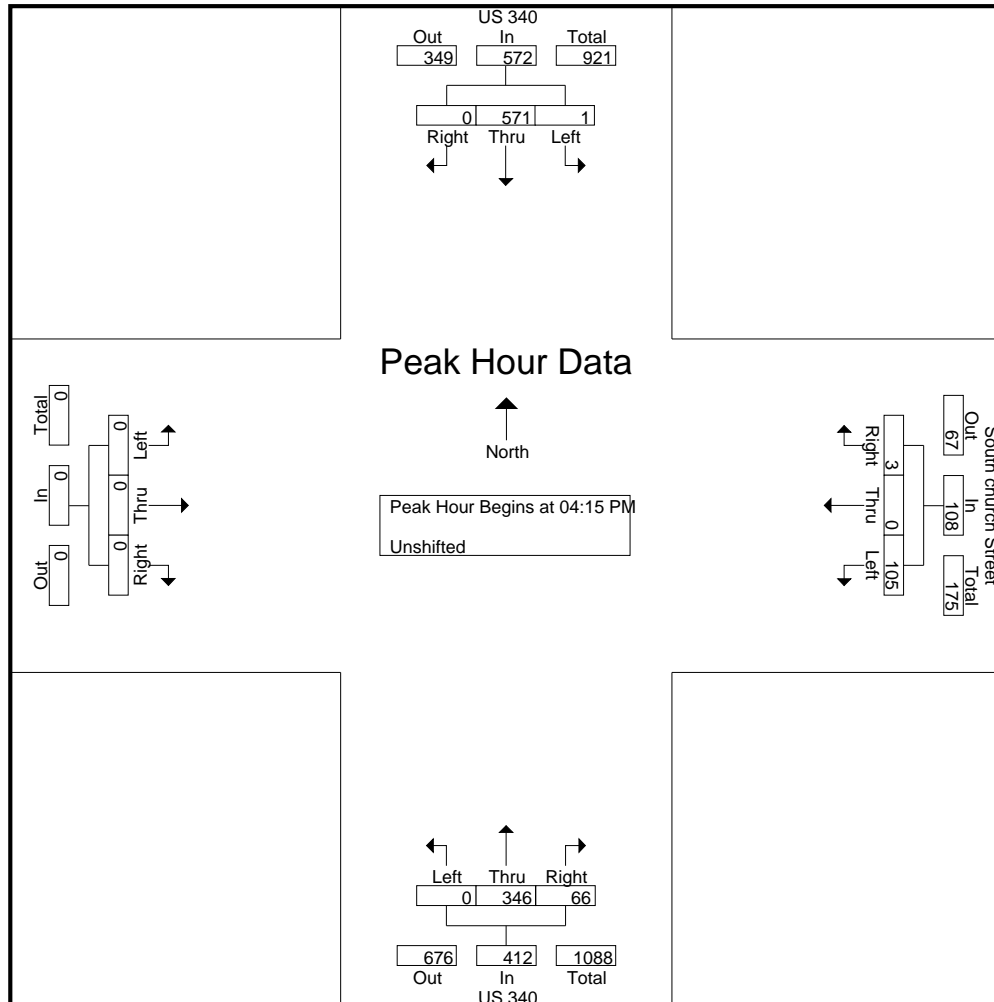 US 340
Out In Total
349 572 921
0 571 1
Right Thru Left
Peak Hour Data
North
Peak Hour Begins at 04:15 PM
Unshifted
Total In Out
0 0 0
0 0 0
Left Thru Right
South church Street
Out In Total
67 108 175
3 0 105
Right Thru Left
Left Thru Right
0 346 66
676 412 1088
Out In Total
US 340